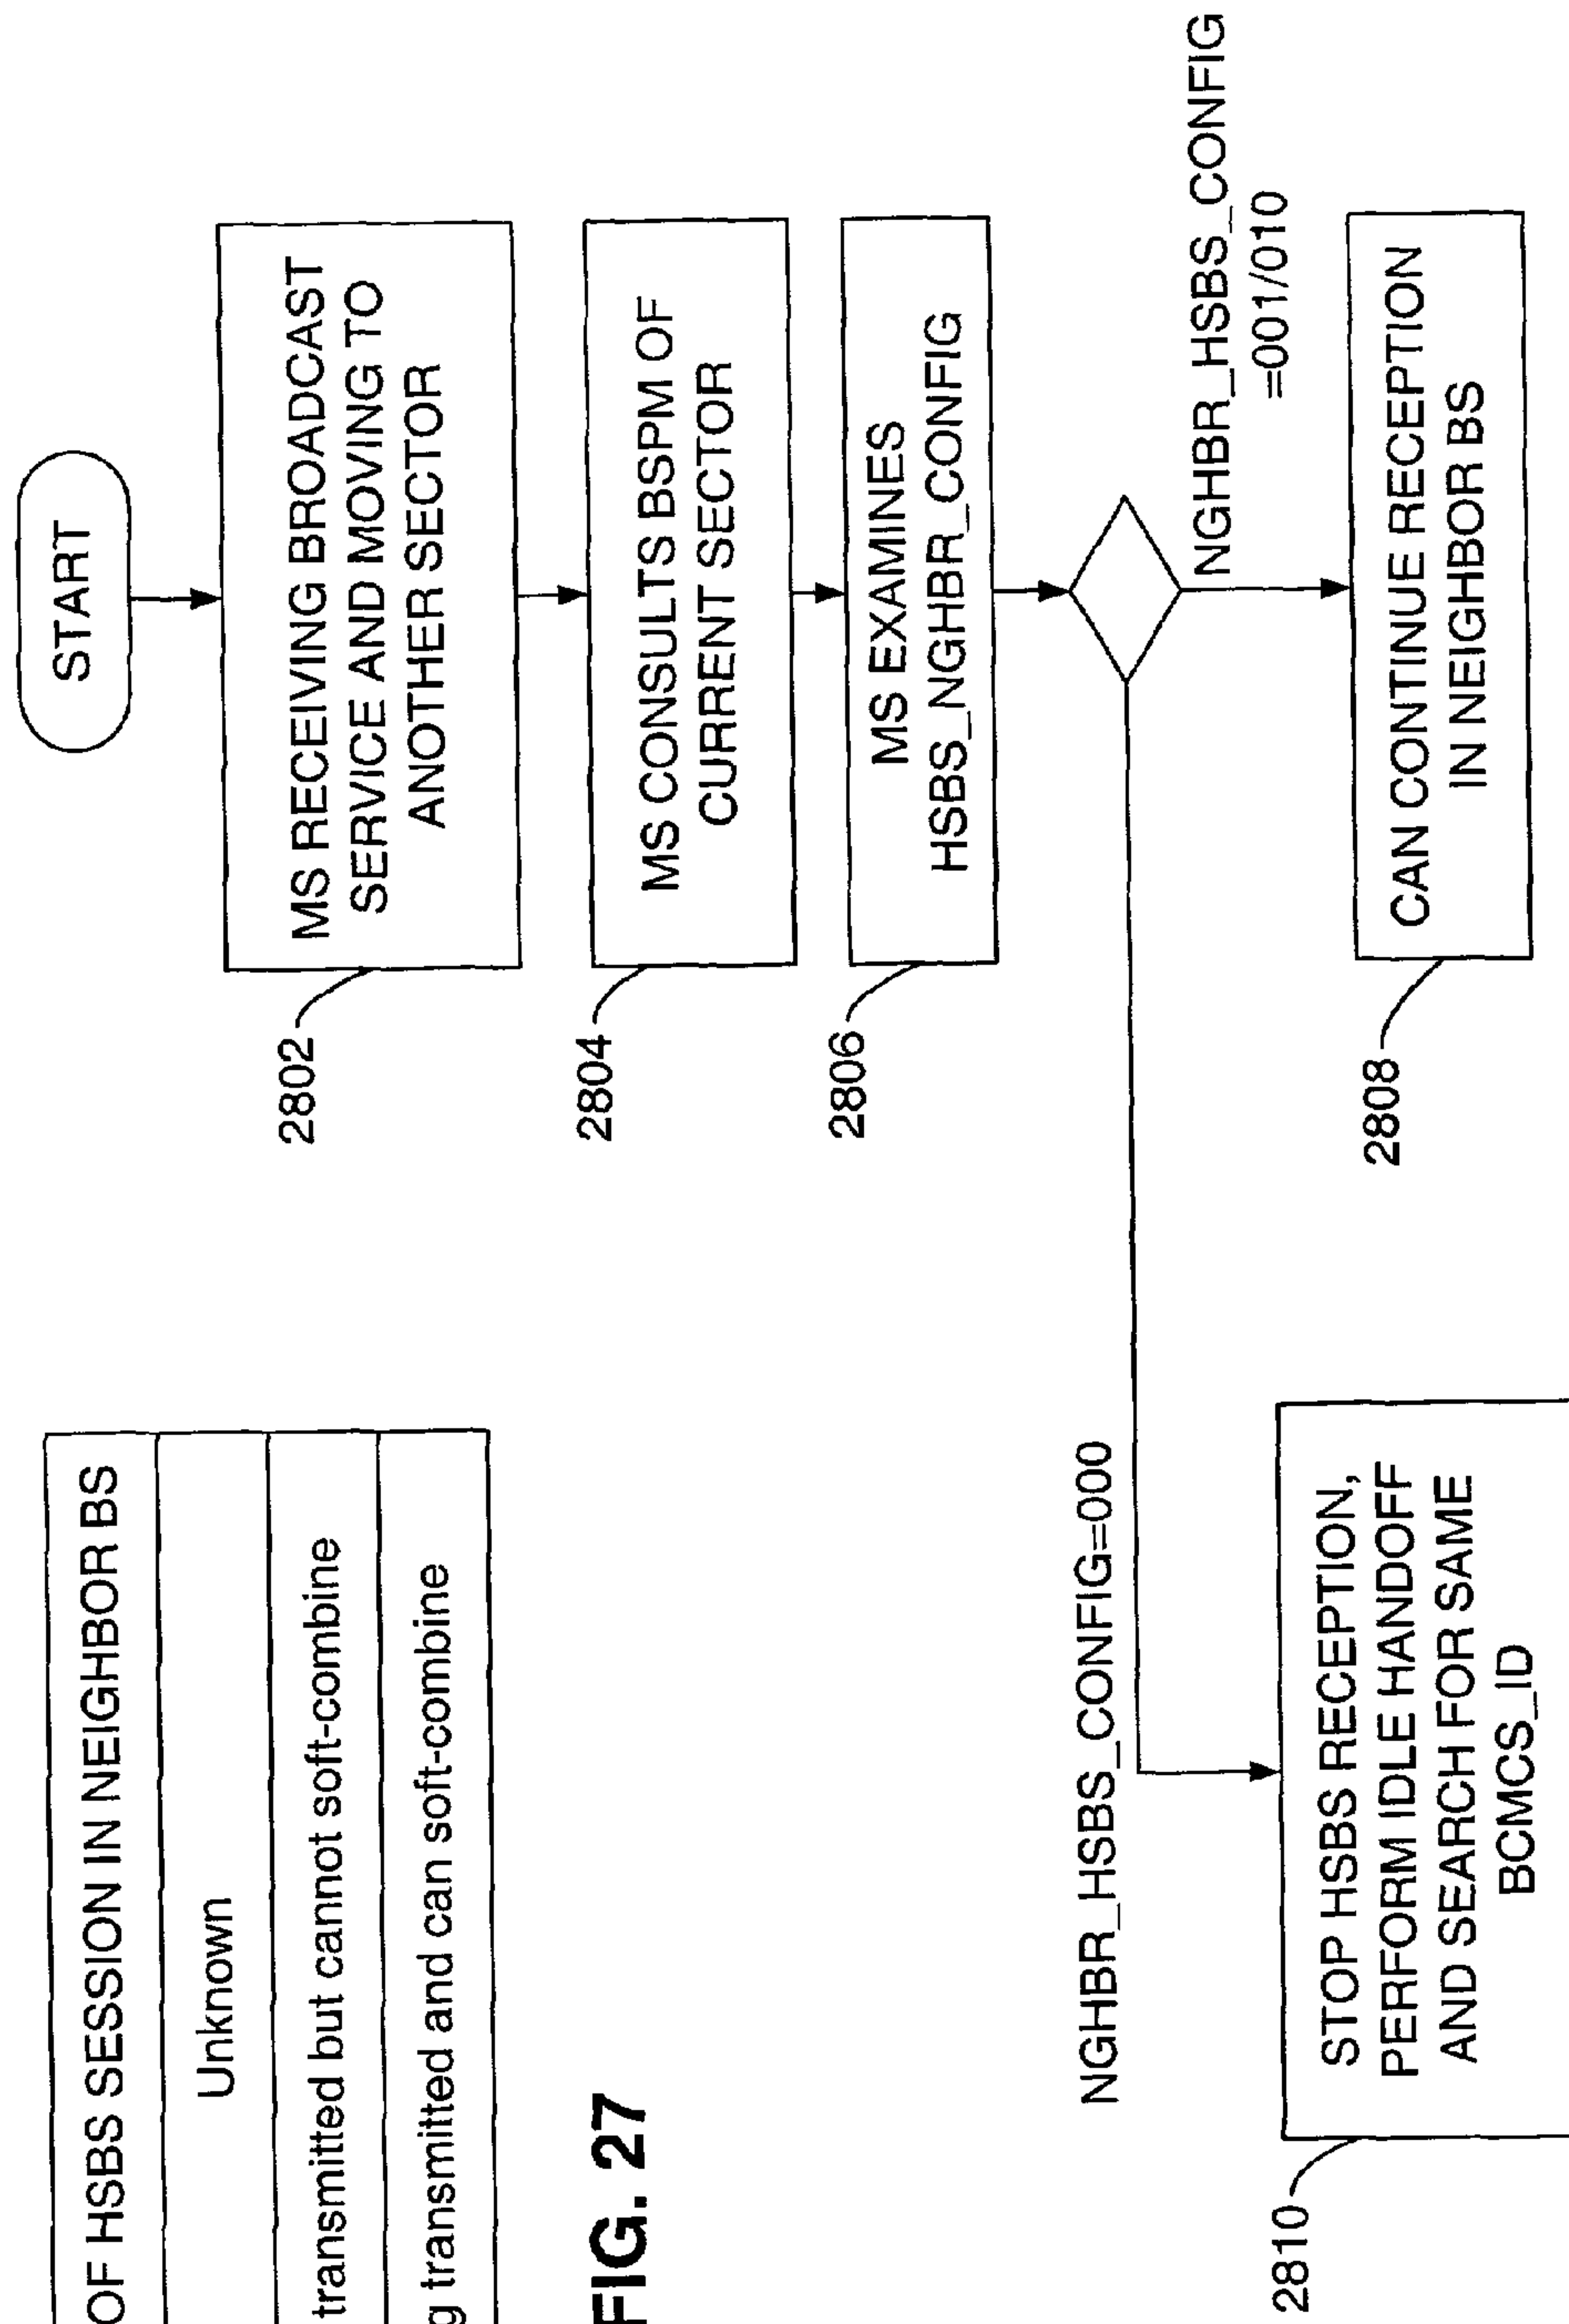 OF HSBS SESSION IN NEIGHBOR BS
Unknown
transmitted but cannot soft-combine
transmitted and can soft-combine
FIG. 27
START
MS RECEIVING BROADCAST
SERVICE AND MOVING TO
ANOTHER SECTOR
2802
MS CONSULTS BSPM OF
CURRENT SECTOR
2804
MS EXAMINES
HSBS_NGHBR_CONFIG
2806
NGHBR_HSBS_CONFIG
=001/010
CAN CONTINUE RECEPTION
IN NEIGHBOR BS
2808
NGHBR_HSBS_CONFIG=000
STOP HSBS RECEPTION,
PERFORM IDLE HANDOFF
AND SEARCH FOR SAME
BCMCS_ID
2810